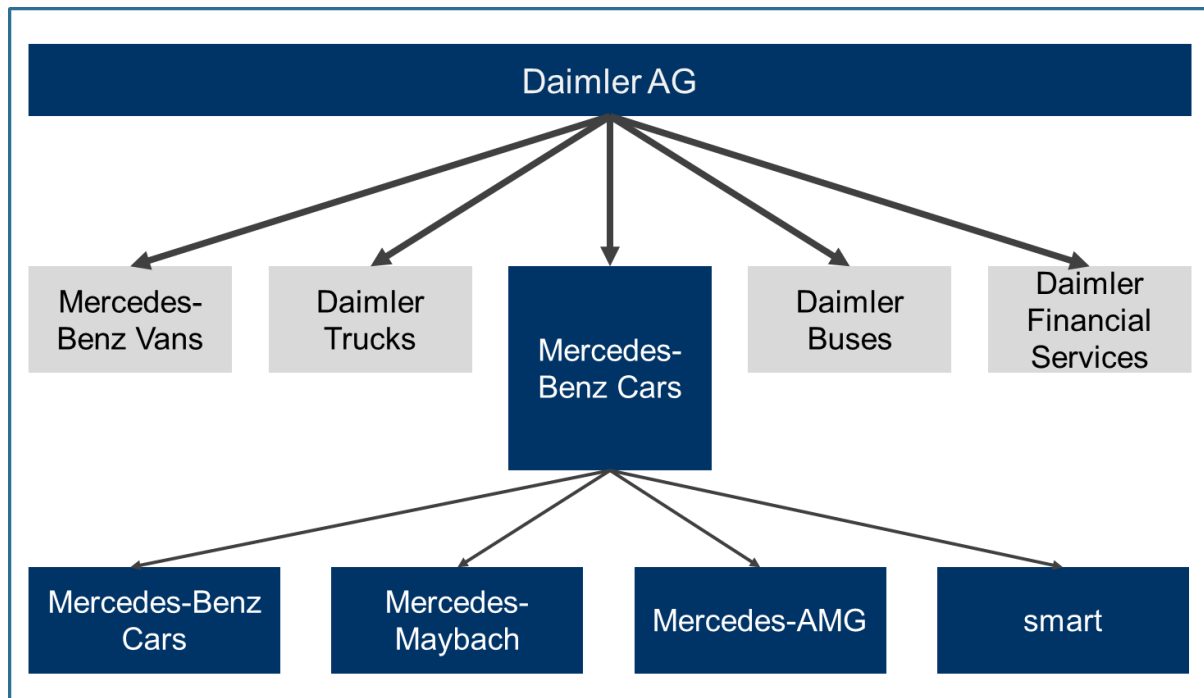 Daimler AG
Mercedes-
Benz Vans
Daimler
Trucks
Mercedes-
Benz Cars
Daimler
Buses
Daimler
Financial
Services
Mercedes-Benz
Cars
Mercedes-
Maybach
Mercedes-AMG
smart